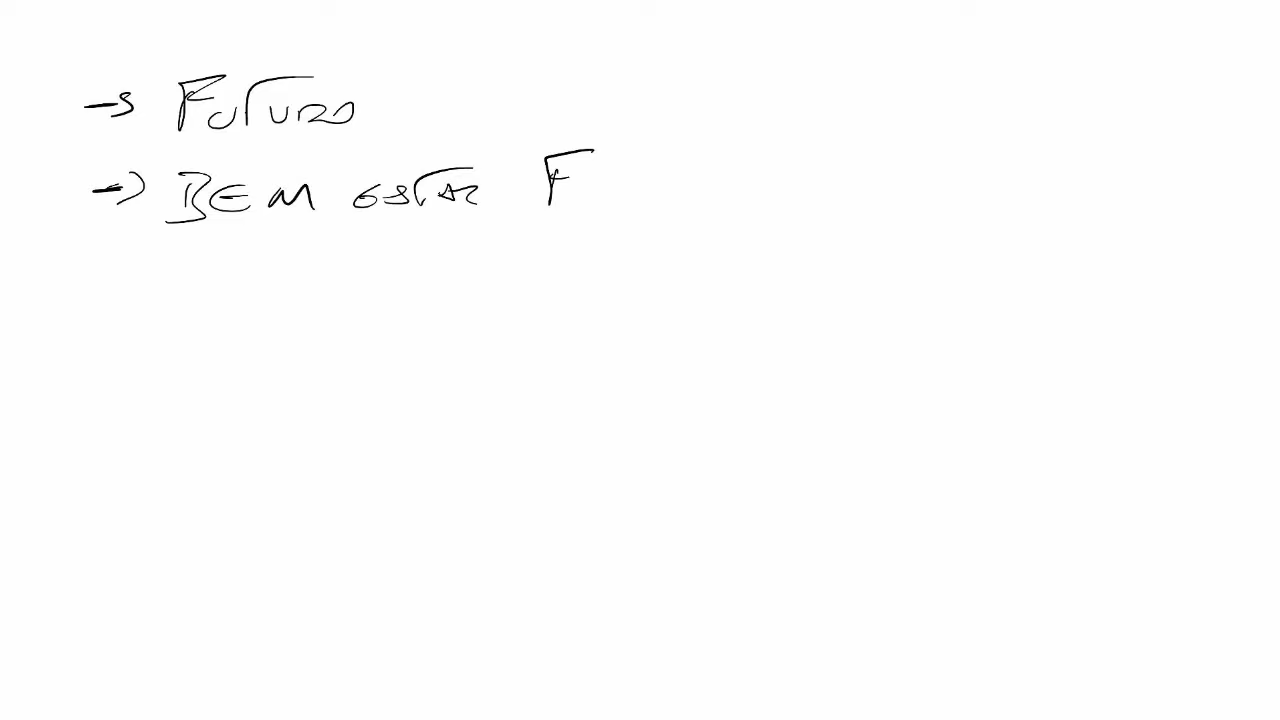 → FUTURO
→ BEM ESTAR F